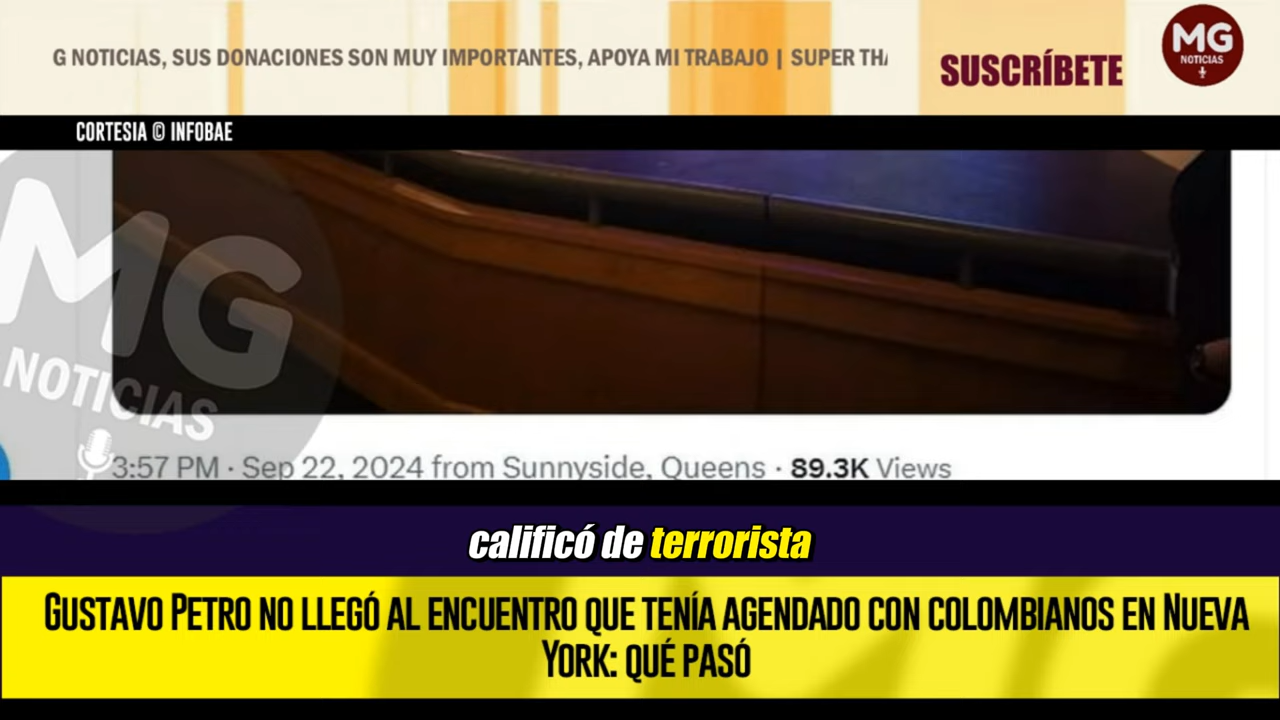 G NOTICIAS, SUS DONACIONES SON MUY IMPORTANTES, APOYA MI TRABAJO | SUPER
SUSCRÍBETE
MG
NOTICIAS
CORTESIA © INFOBAE
MG
NOTICIAS
3:57 PM · Sep 22, 2024 from Sunnyside, Queens · 89.3K Views
calificó de terrorista
GUSTAVO PETRO NO LLEGÓ AL ENCUENTRO QUE TENÍA AGENDADO CON COLOMBIANOS EN NUEVA
YORK: QUÉ PASÓ